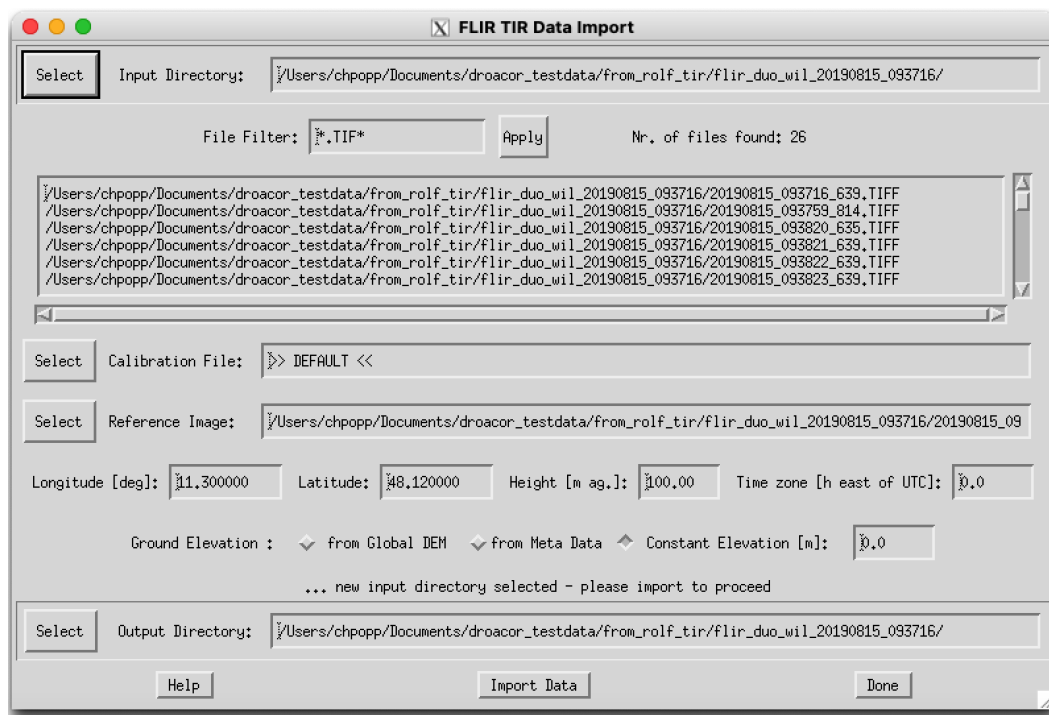 FLIR TIR Data Import
Select Input Directory: /Users/chpopp/Documents/droacor_testdata/from_rolf_tir/flir_duo_wil_20190815_093716/
File Filter: *.TIF* Apply Nr. of files found: 26
/Users/chpopp/Documents/droacor_testdata/from_rolf_tir/flir_duo_wil_20190815_093716/20190815_093716_639.TIFF
/Users/chpopp/Documents/droacor_testdata/from_rolf_tir/flir_duo_wil_20190815_093716/20190815_093759_814.TIFF
/Users/chpopp/Documents/droacor_testdata/from_rolf_tir/flir_duo_wil_20190815_093716/20190815_093820_635.TIFF
/Users/chpopp/Documents/droacor_testdata/from_rolf_tir/flir_duo_wil_20190815_093716/20190815_093821_639.TIFF
/Users/chpopp/Documents/droacor_testdata/from_rolf_tir/flir_duo_wil_20190815_093716/20190815_093822_639.TIFF
/Users/chpopp/Documents/droacor_testdata/from_rolf_tir/flir_duo_wil_20190815_093716/20190815_093823_639.TIFF
Select Calibration File: >> DEFAULT <<
Select Reference Image: /Users/chpopp/Documents/droacor_testdata/from_rolf_tir/flir_duo_wil_20190815_093716/20190815_09
Longitude [deg]: 11.300000 Latitude: 48.120000 Height [m ag.]: 100.00 Time zone [h east of UTC]: 0.0
Ground Elevation : from Global DEM from Meta Data Constant Elevation [m]: 0.0
... new input directory selected - please import to proceed
Select Output Directory: /Users/chpopp/Documents/droacor_testdata/from_rolf_tir/flir_duo_wil_20190815_093716/
Help Import Data Done